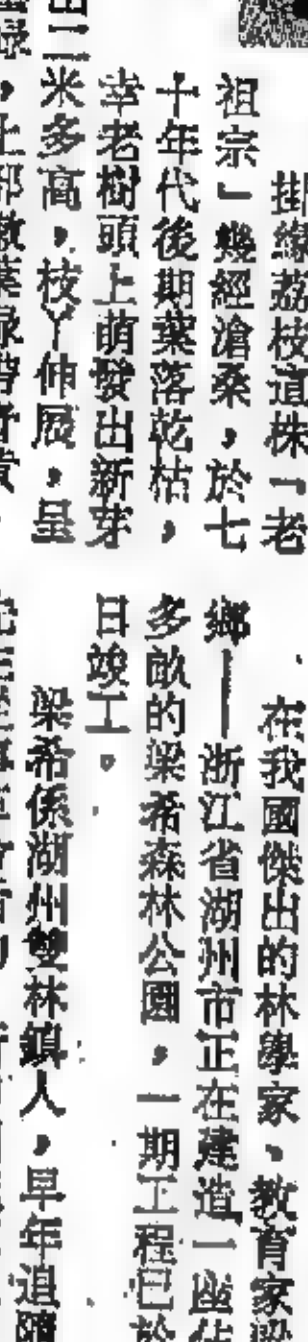 掛緣荔枝這株「老
祖宗」幾經滄桑，於七
十年代後期葉落乾枯，
幸老樹頭上萌發出新芽
二米多高，枝丫伸展，呈
在我國傑出的林學家、教育家梁
鄉——浙江省湖州市正在建造一座佔
多畝的梁希森林公園，一期工程已於
日竣工。
梁希係湖州雙林鎮人，早年追隨